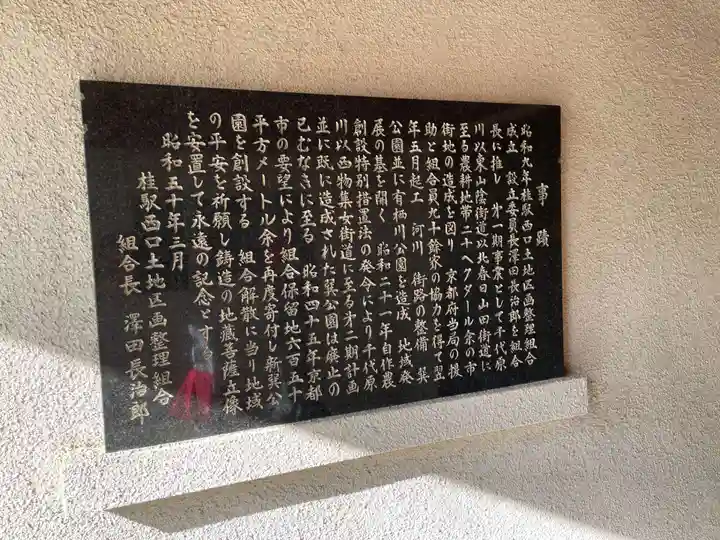 事蹟
昭和九年桂駅西口土地区画整理組合
成立 設立委員長澤田長治郎を組合
長に推し 第一期事業として千代原
川以東山陰街道以北春日山田街道に
至る農耕地帯二十ヘクタール余の市
街地の造成を図り 京都府当局の援
助と組合員九十餘家の協力を得て翌
年五月起工 河川 街路の整備 巽
公園並に有栖川公園を造成 地域発
展の基を開く 昭和二十一年自作農
創設特別措置法の発令により千代原
川以西物集女街道に至る第二期計画
並に既に造成された巽公園は廃止の
已むなきに至る 昭和四十五年京都
市の要望により組合保留地六百五十
平方メートル余を再度寄付し新巽公
園を創設する 組合解散に当り地域
の平安を祈願し鋳造の地蔵菩薩立像
を安置して永遠の記念とする
昭和五十年三月
桂駅西口土地区画整理組合
組合長 澤田長治郎